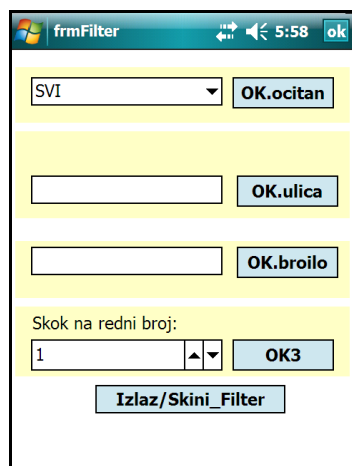 frmFilter 5:58 ok
SVI OK.ocitan
OK.ulica
OK.broilo
Skok na redni broj:
1 OK3
Izlaz/Skini_Filter